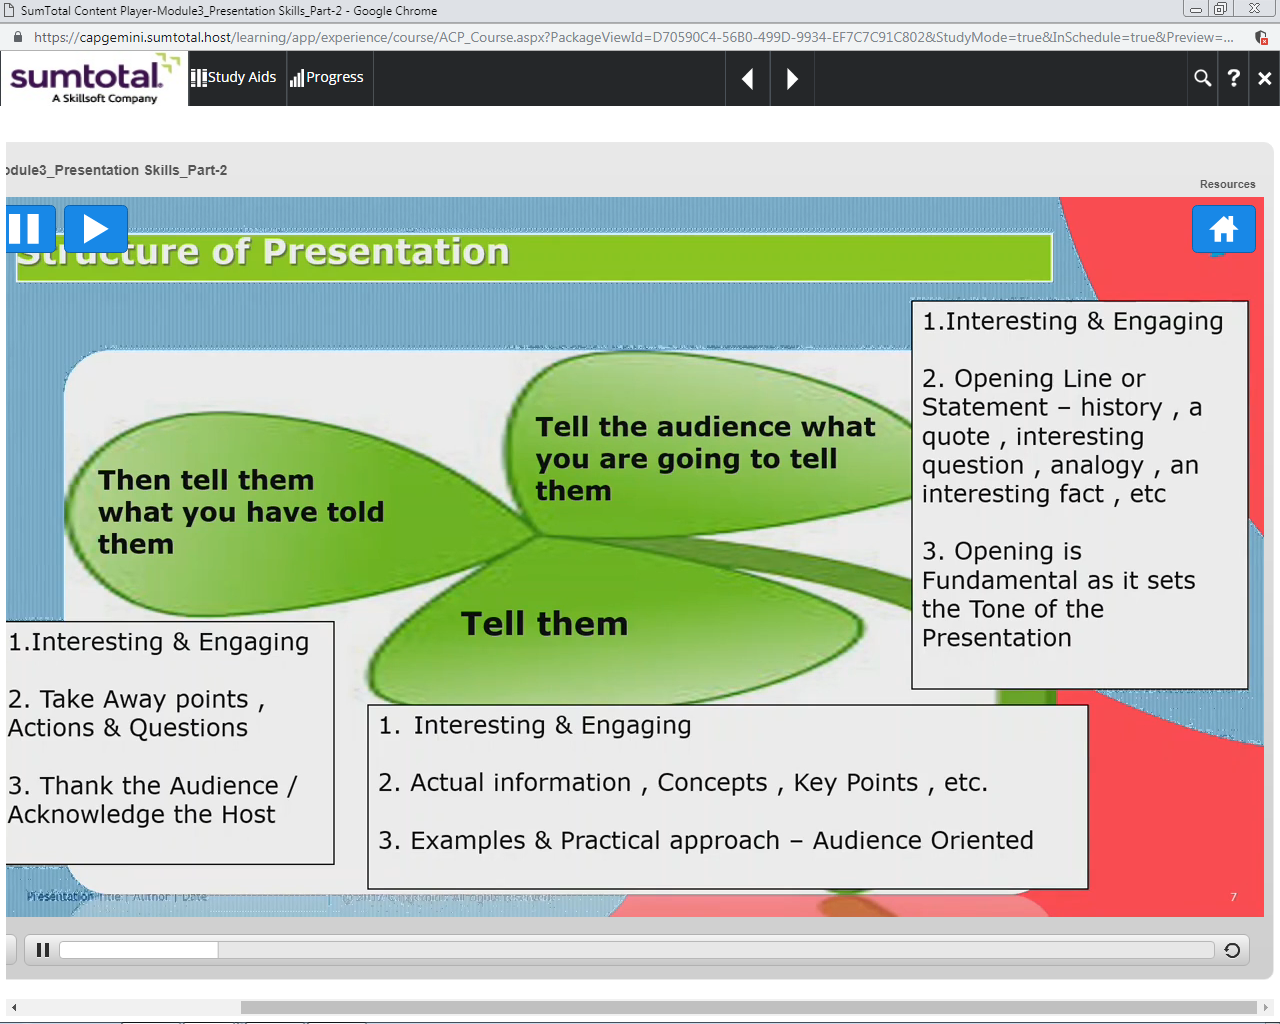 SumTotal Content Player-Module3_Presentation Skills_Part-2 - Google Chrome
https://capgemini.sumtotal.host/learning/app/experience/course/ACP_Course.aspx?PackageViewId=D70590C4-56B0-499D-9934-EF7C7C91C802&StudyMode=true&InSchedule=true&Preview=...
sumtotal.
A Skillsoft Company
Study Aids
Progress
?
odule3_Presentation Skills_Part-2
Resources
Structure of Presentation
Tell the audience what
you are going to tell
them
1.Interesting & Engaging
2. Opening Line or
Statement – history , a
quote , interesting
question , analogy , an
interesting fact , etc
3. Opening is
Fundamental as it sets
the Tone of the
Presentation
Then tell them
what you have told
them
Tell them
1.Interesting & Engaging
2. Take Away points ,
Actions & Questions
3. Thank the Audience /
Acknowledge the Host
1. Interesting & Engaging
2. Actual information , Concepts , Key Points , etc.
3. Examples & Practical approach – Audience Oriented
Presentation Title | Author | Date
7